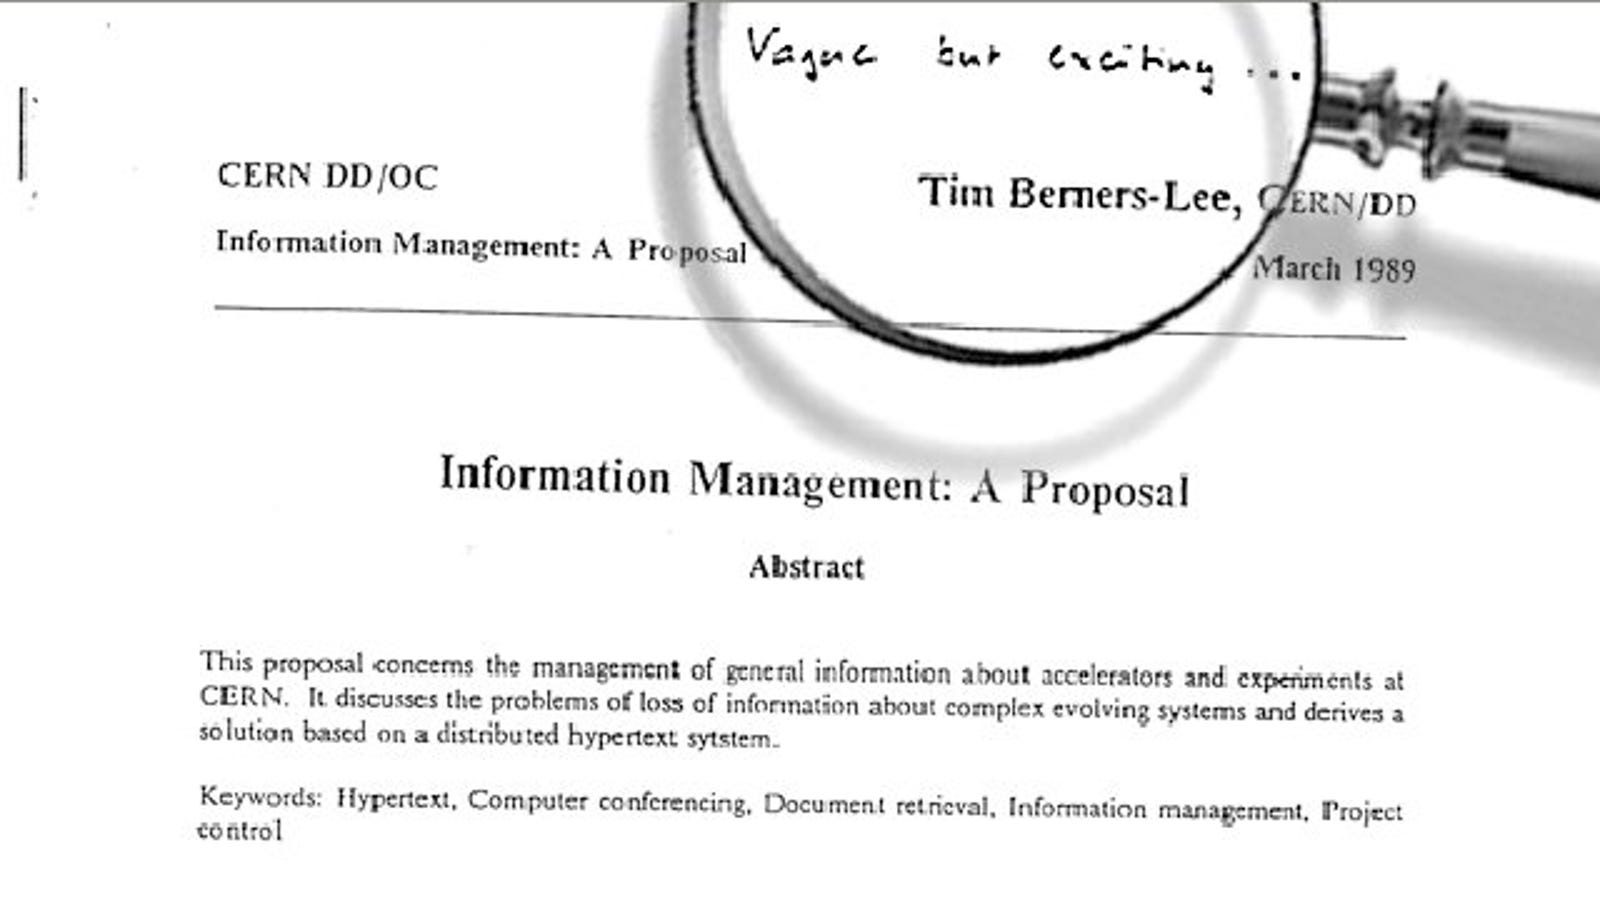 Vague but exciting ...
CERN DD/OC
Tim Berners-Lee, CERN/DD
Information Management: A Proposal
March 1989
Information Management: A Proposal
Abstract
This proposal concerns the management of general information about accelerators and experiments at
CERN. It discusses the problems of loss of information about complex evolving systems and derives a
solution based on a distributed hypertext sytstem.
Keywords: Hypertext, Computer conferencing, Document retrieval, Information management, Project
control